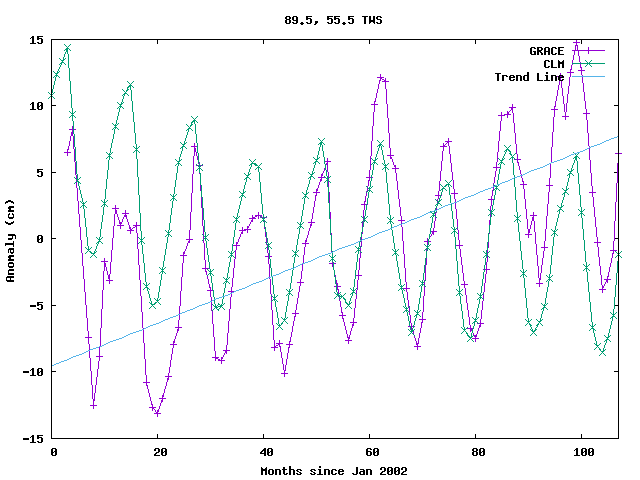 89.5, 55.5 TWS
GRACE
CLM
Trend Line
Anomaly (cm)
15
10
5
0
-5
-10
-15
0 20 40 60 80 100
Months since Jan 2002